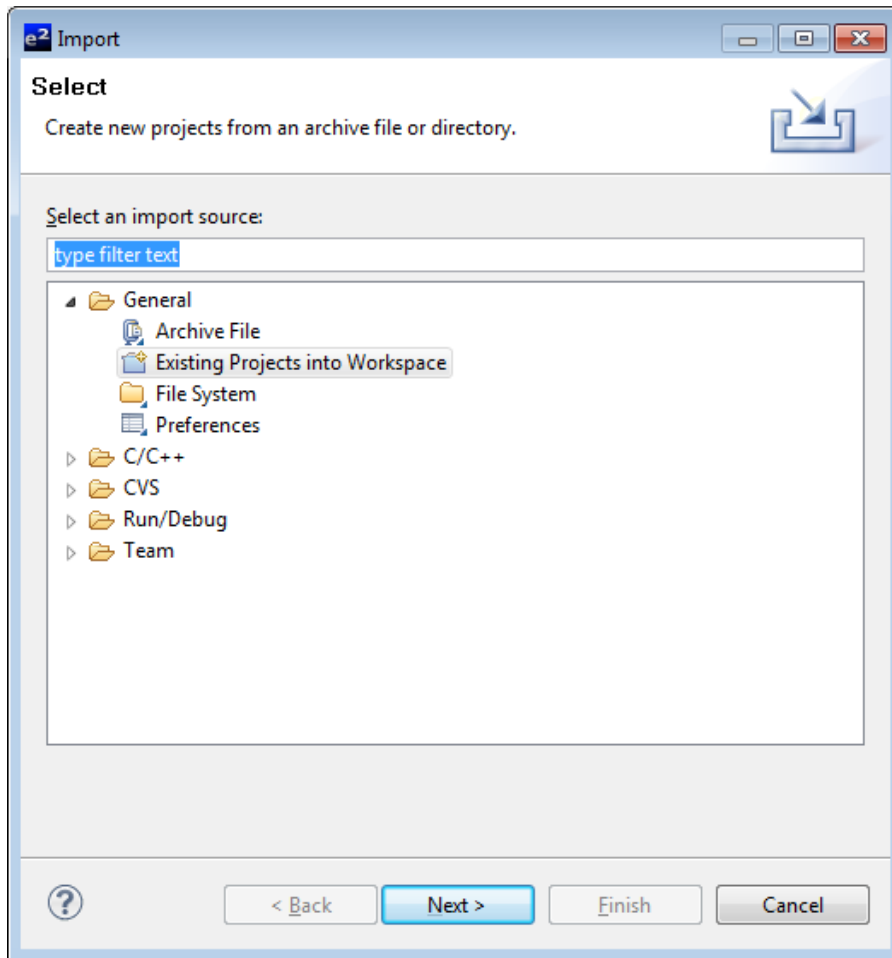 e² Import
Select
Create new projects from an archive file or directory.
Select an import source:
type filter text
General
Archive File
Existing Projects into Workspace
File System
Preferences
C/C++
CVS
Run/Debug
Team
? < Back Next > Finish Cancel